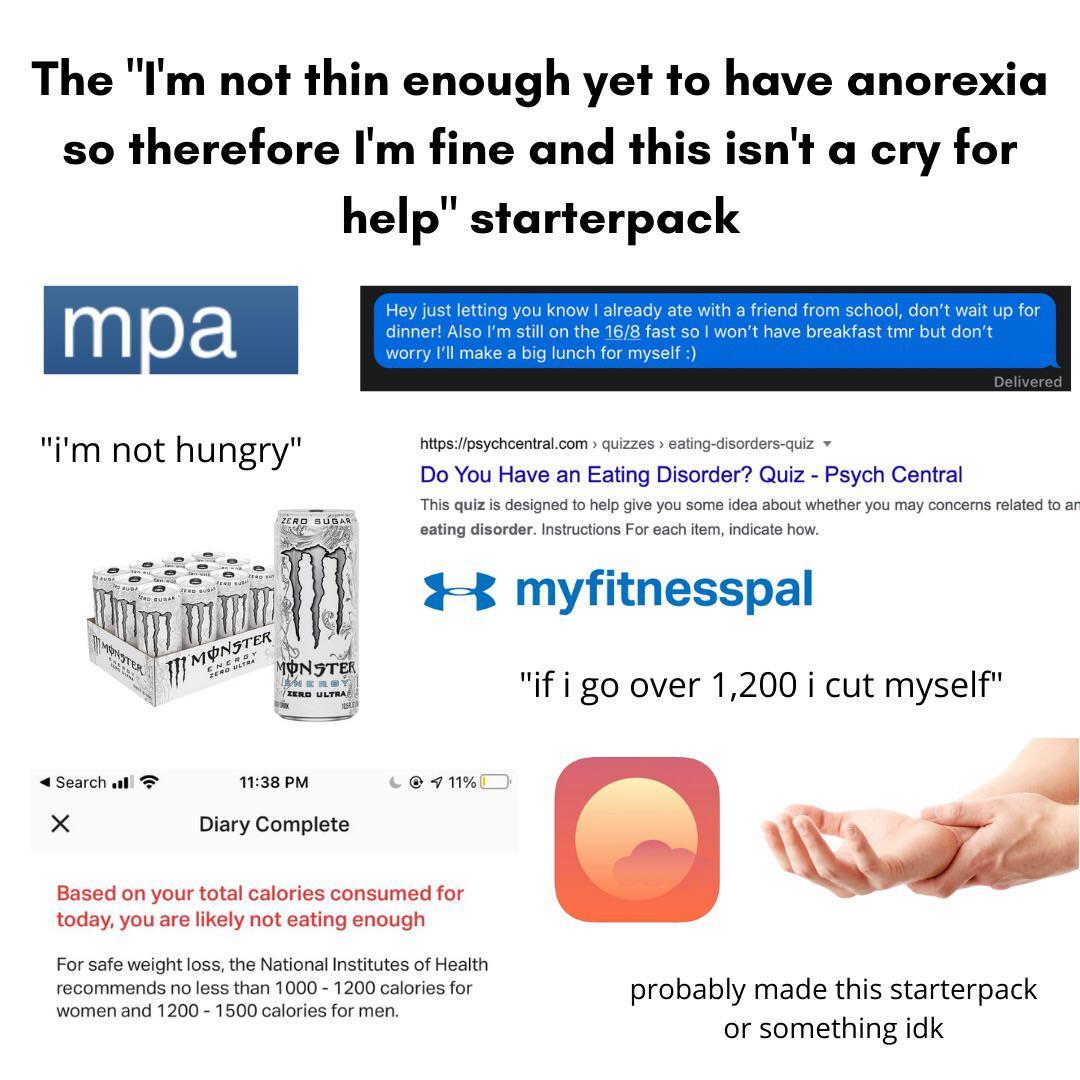 The "I'm not thin enough yet to have anorexia
so therefore I'm fine and this isn't a cry for
help" starterpack
mpa
Hey just letting you know I already ate with a friend from school, don't wait up for
dinner! Also I'm still on the 16/8 fast so I won't have breakfast tmr but don't
worry I'll make a big lunch for myself :)
Delivered
"i'm not hungry"
https://psychcentral.com › quizzes › eating-disorders-quiz
Do You Have an Eating Disorder? Quiz - Psych Central
This quiz is designed to help give you some idea about whether you may concerns related to an
eating disorder. Instructions For each item, indicate how.
ZERO SUGAR
MONSTER
ENERGY
ZERO ULTRA
MONSTER
ENERGY
ZERO ULTRA
MONSTER
ENERGY
ZERO ULTRA
myfitnesspal
"if i go over 1,200 i cut myself"
Search
11:38 PM
11%
Diary Complete
Based on your total calories consumed for
today, you are likely not eating enough
For safe weight loss, the National Institutes of Health
recommends no less than 1000 - 1200 calories for
women and 1200 - 1500 calories for men.
probably made this starterpack
or something idk